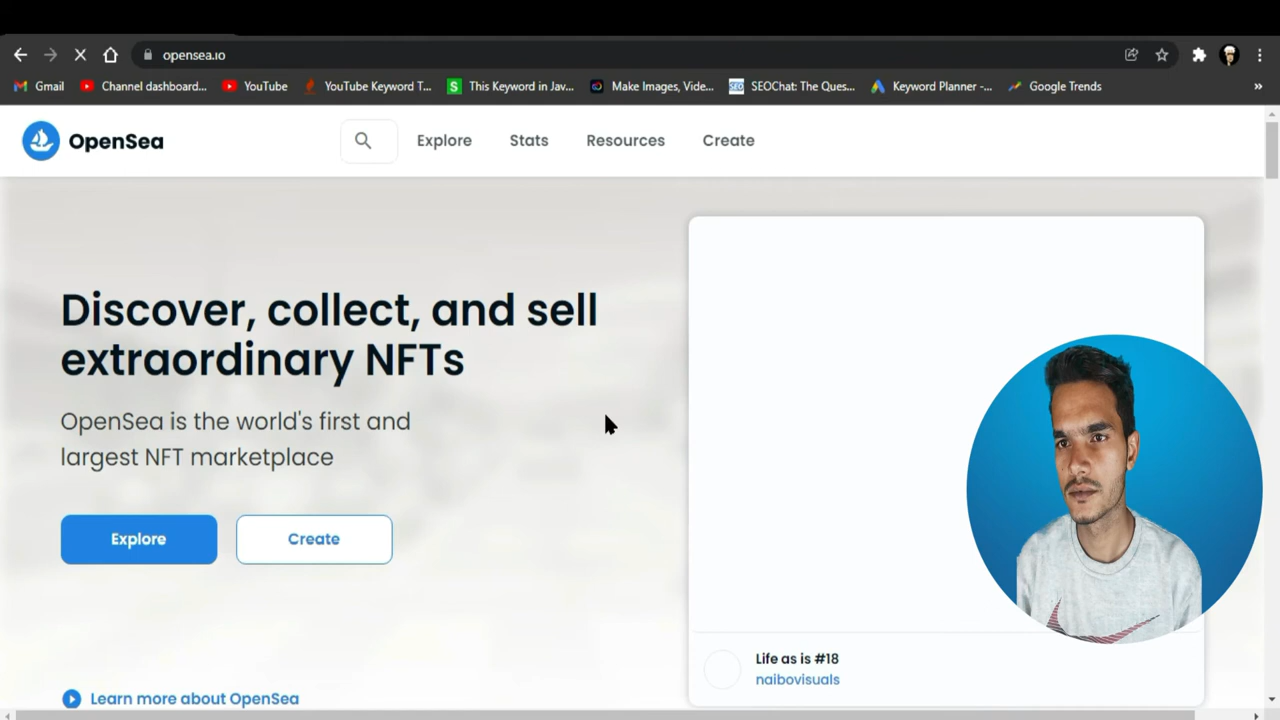 opensea.io
Gmail
Channel dashboard...
YouTube
YouTube Keyword T...
This Keyword in Jav...
Make Images, Vide...
SEOChat: The Ques...
Keyword Planner -...
Google Trends
»
OpenSea
Explore
Stats
Resources
Create
Discover, collect, and sell
extraordinary NFTs
OpenSea is the world's first and
largest NFT marketplace
Explore
Create
Learn more about OpenSea
Life as is #18
naibovisuals